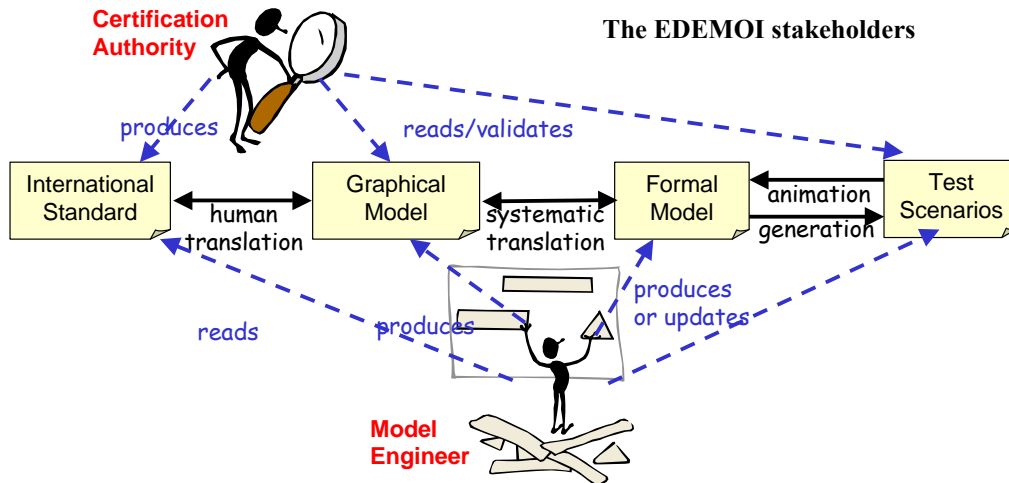 Certification
Authority
The EDEMOI stakeholders
produces
reads/validates
International
Standard
human
translation
Graphical
Model
systematic
translation
Formal
Model
animation
generation
Test
Scenarios
reads
produces
produces
or updates
Model
Engineer